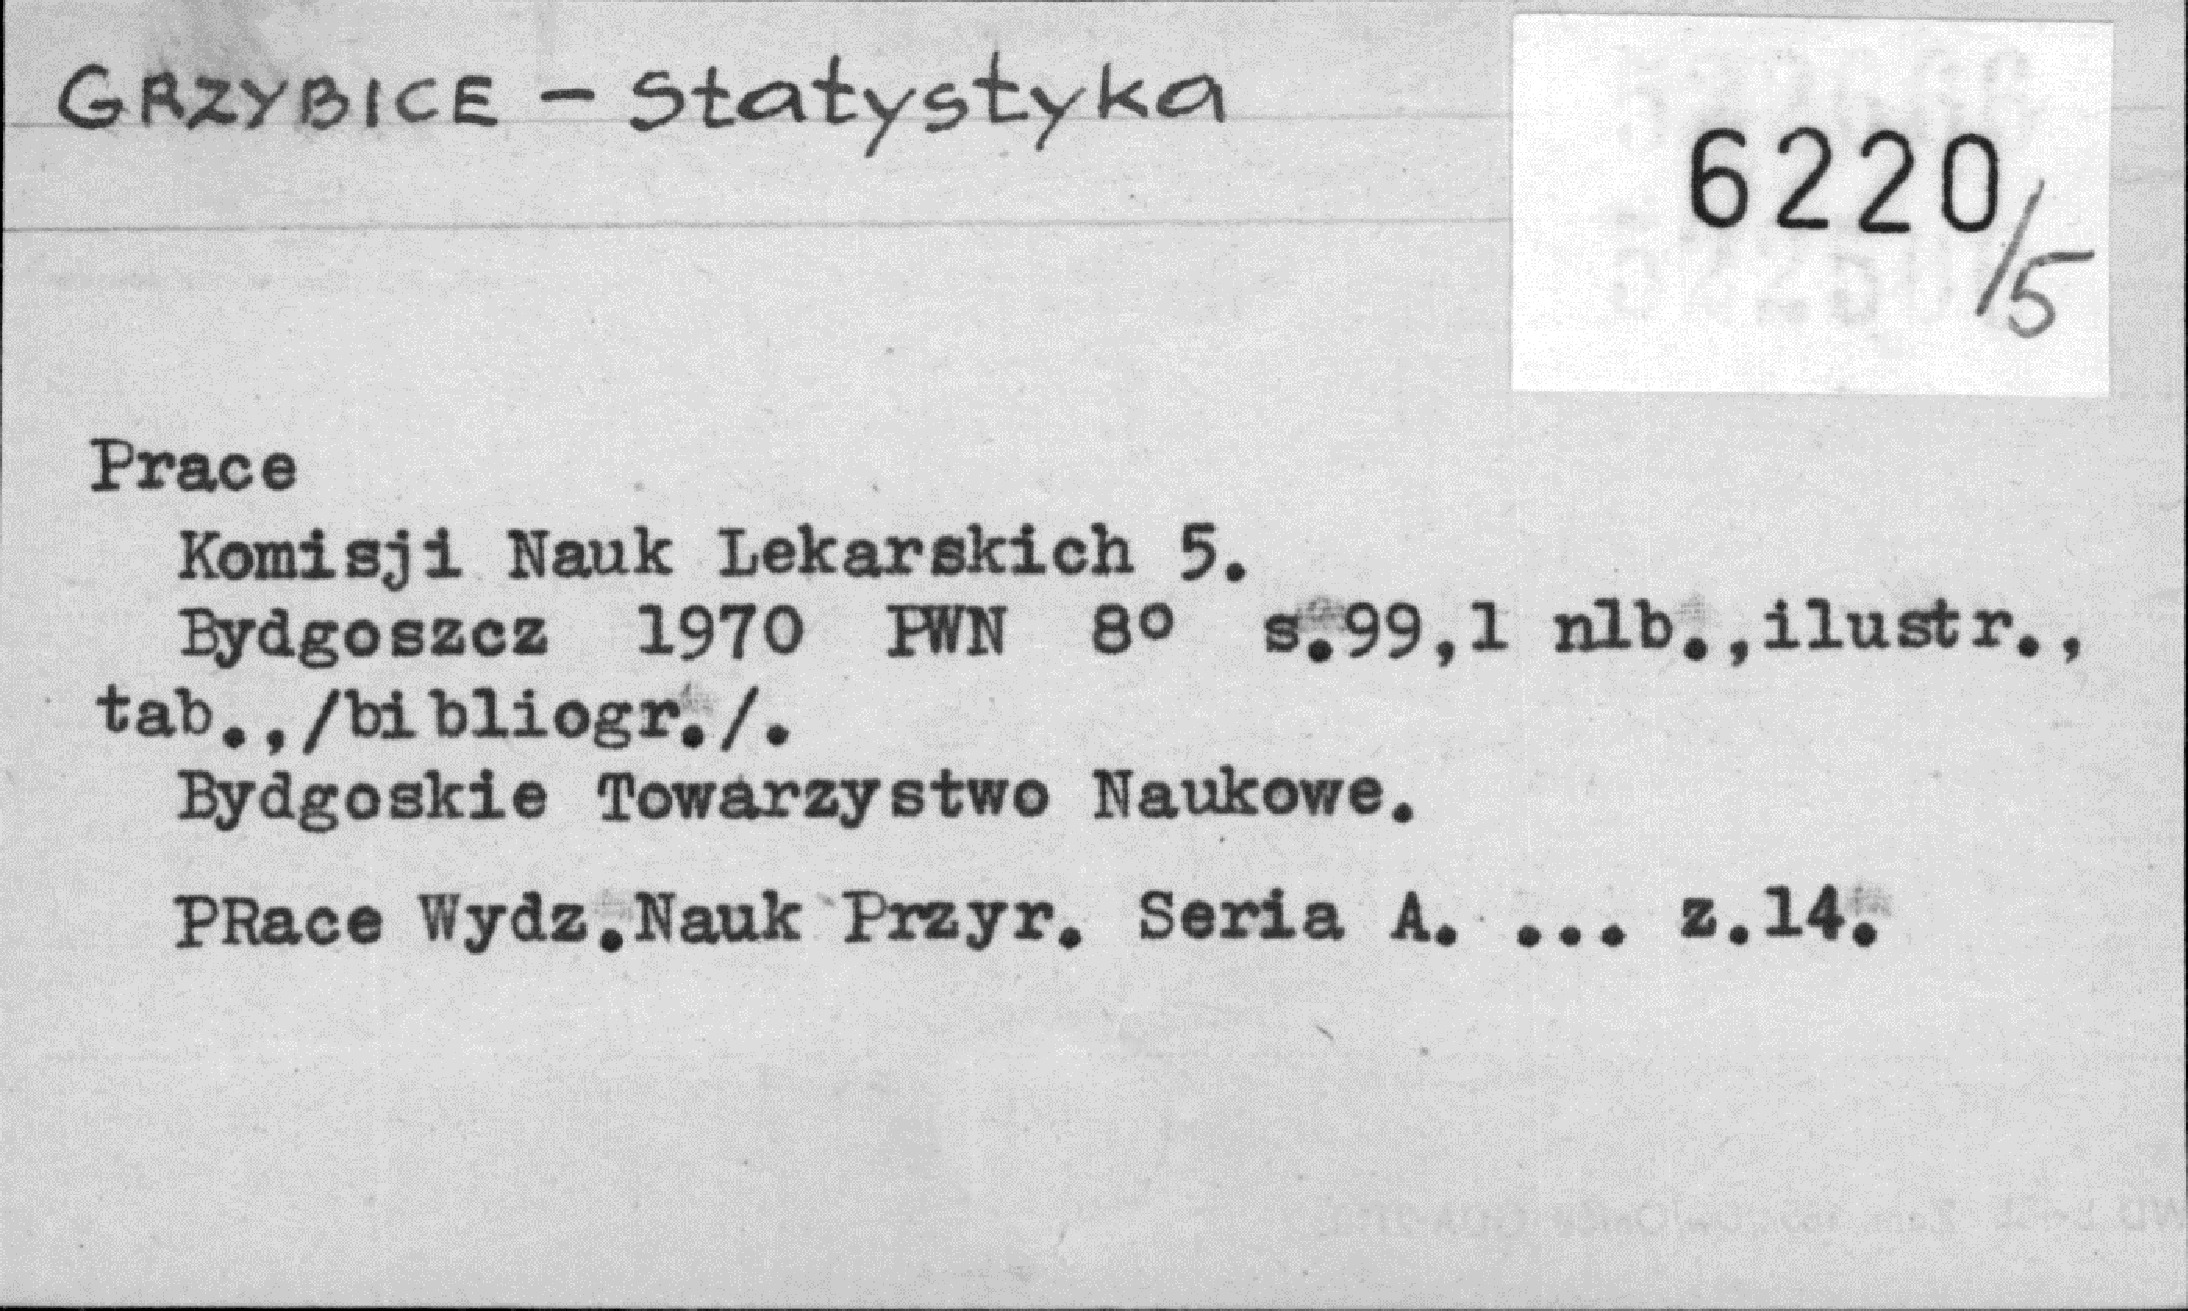 GRZYBICE - Statystyka
6220/5
Prace
Komisji Nauk Lekarskich 5.
Bydgoszcz 1970 PWN 8º s.99,1 nlb.,ilustr.,
tab.,/bibliogr./.
Bydgoskie Towarzystwo Naukowe.
PRace Wydz.Nauk Przyr. Seria A. ... z.14.